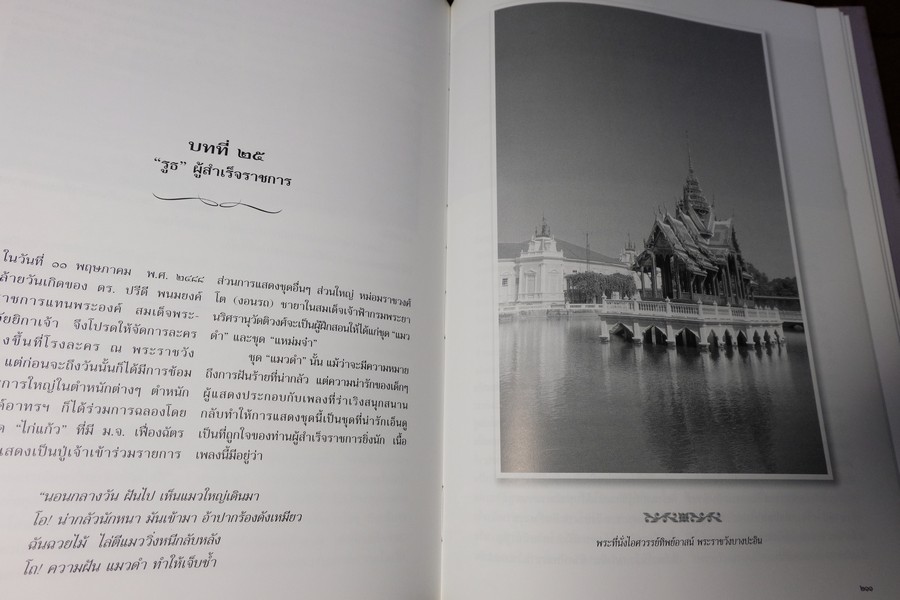 บทที่ ๒๕
“รูธ” ผู้สำเร็จราชการ
ในวันที่ ๑๑ พฤษภาคม พ.ศ. ๒๔๘๘
ล้ายวันเกิดของ ดร. ปรีดี พนมยงค์
าชการแทนพระองค์ สมเด็จพระ-
ัยยิกาเจ้า จึงโปรดให้จัดการละคร
งขึ้นที่โรงละคร ณ พระราชวัง
แต่ก่อนจะถึงวันนั้นก็ได้มีการซ้อม
ะการใหญ่ในตำหนักต่างๆ ตำหนัก
์อาทรฯ ก็ได้ร่วมการฉลองโดย
ด “ไก่แก้ว” ที่มี ม.จ. เฟื่องฉัตร
แสดงเป็นปู่เจ้าเข้าร่วมรายการ
ส่วนการแสดงชุดอื่นๆ ส่วนใหญ่ หม่อมราชวงศ์
โต (งอนรถ) ชายาในสมเด็จเจ้าฟ้ากรมพระยา
นริศรานุวัดติวงศ์จะเป็นผู้ฝึกสอนให้ได้แก่ชุด “แมว
ดำ” และชุด “แหม่มจ๋า”
ชุด “แมวดำ” นั้น แม้ว่าจะมีความหมาย
ถึงการฝันร้ายที่น่ากลัว แต่ความน่ารักของเด็กๆ
ผู้แสดงประกอบกับเพลงที่ร่าเริงสนุกสนาน
กลับทำให้การแสดงชุดนี้เป็นชุดที่น่ารักเอ็นดู
เป็นที่ถูกใจของท่านผู้สำเร็จราชการยิ่งนัก เนื้อ
เพลงนี้มีอยู่ว่า
“นอนกลางวัน ฝันไป เห็นแมวใหญ่เดินมา
โอ! น่ากลัวนักหนา มันเข้ามา อ้าปากร้องดังเหมียว
ฉันฉวยไม้ ไล่ตีแมววิ่งหนีกลับหลัง
โถ! ความฝัน แมวดำ ทำให้เจ็บช้ำ
พระที่นั่งไอศวรรย์ทิพย์อาสน์ พระราชวังบางปะอิน